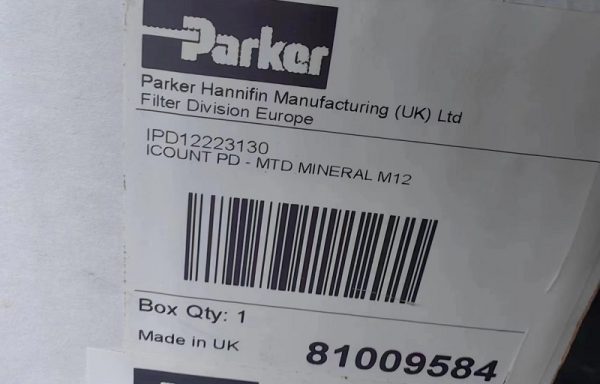 Parker
Parker Hannifin Manufacturing (UK) Ltd
Filter Division Europe
IPD12223130
ICOUNT PD - MTD MINERAL M12
Box Qty: 1
Made in UK
81009584
Parker